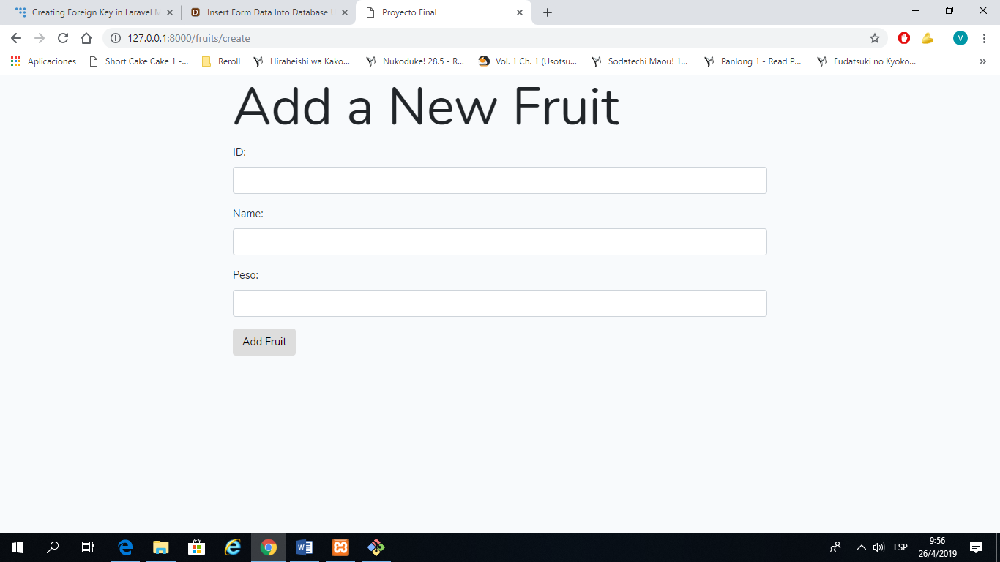 Creating Foreign Key in Laravel M
Insert Form Data Into Database U
Proyecto Final
127.0.0.1:8000/fruits/create
V
Aplicaciones
Short Cake Cake 1 -...
Reroll
Hiraheishi wa Kako...
Nukoduke! 28.5 - R...
Vol. 1 Ch. 1 (Usotsu...
Sodatechi Maou! 1...
Panlong 1 - Read P...
Fudatsuki no Kyoko...
»
Add a New Fruit
ID:
Name:
Peso:
Add Fruit
ESP
9:56
26/4/2019